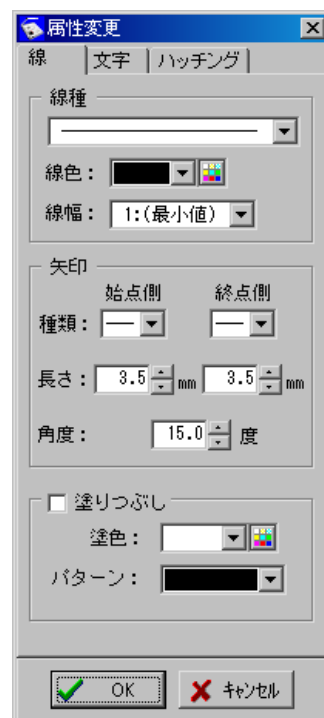 属性変更
線 文字 ハッチング
線種
線色：
線幅： 1:(最小値)
矢印
始点側 終点側
種類：
長さ： 3.5 mm 3.5 mm
角度： 15.0 度
塗りつぶし
塗色：
パターン：
OK キャンセル